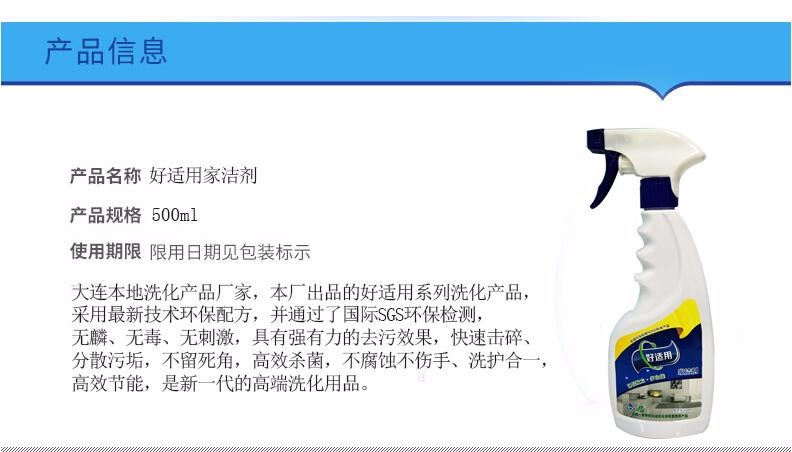 产品信息
产品名称 好适用家洁剂
产品规格 500ml
使用期限 限用日期见包装标示
大连本地洗化产品厂家，本厂出品的好适用系列洗化产品，
采用最新技术环保配方，并通过了国际SGS环保检测，
无麟、无毒、无刺激，具有强有力的去污效果，快速击碎、
分散污垢，不留死角，高效杀菌，不腐蚀不伤手、洗护合一，
高效节能，是新一代的高端洗化用品。
好适用
家洁剂